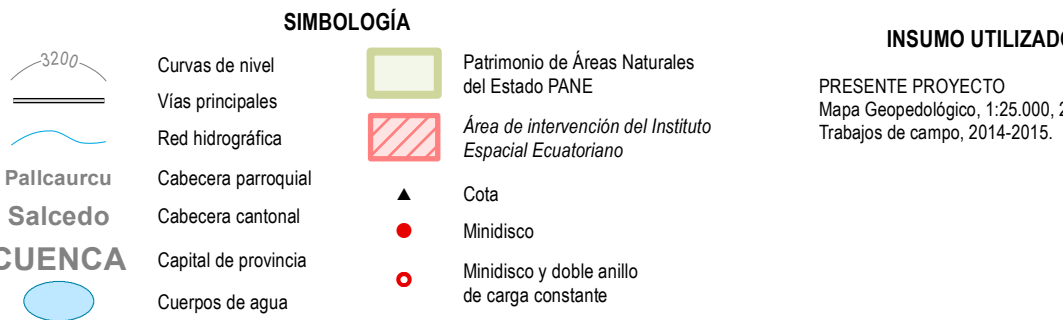 SIMBOLOGÍA
3200
Curvas de nivel
Vías principales
Red hidrográfica
Pallcaurcu
Cabecera parroquial
Salcedo
Cabecera cantonal
CUENCA
Capital de provincia
Cuerpos de agua
Patrimonio de Áreas Naturales
del Estado PANE
Área de intervención del Instituto
Espacial Ecuatoriano
Cota
Minidisco
Minidisco y doble anillo
de carga constante
INSUMO UTILIZADO
PRESENTE PROYECTO
Mapa Geopedológico, 1:25.000, 2
Trabajos de campo, 2014-2015.